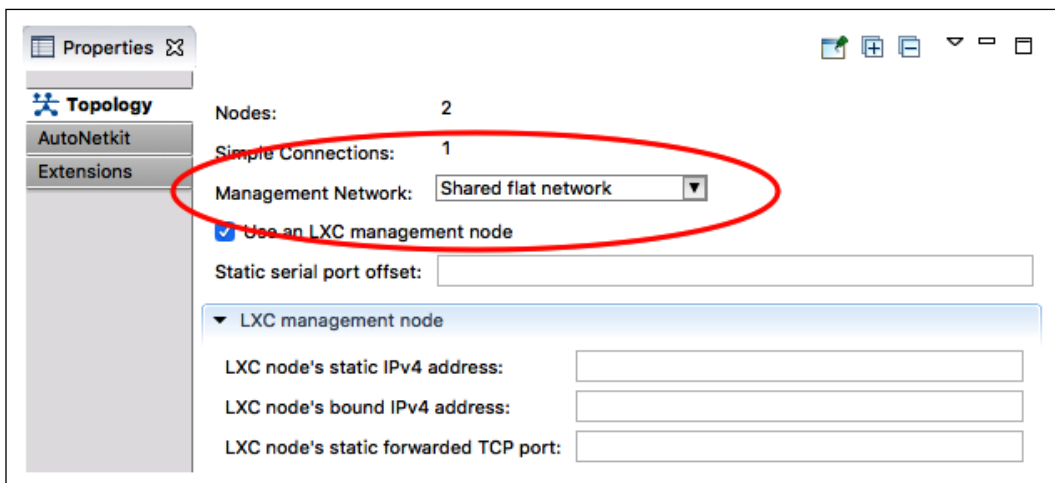 Properties
Topology
AutoNetkit
Extensions
Nodes: 2
Simple Connections: 1
Management Network: Shared flat network
Use an LXC management node
Static serial port offset:
LXC management node
LXC node's static IPv4 address:
LXC node's bound IPv4 address:
LXC node's static forwarded TCP port: